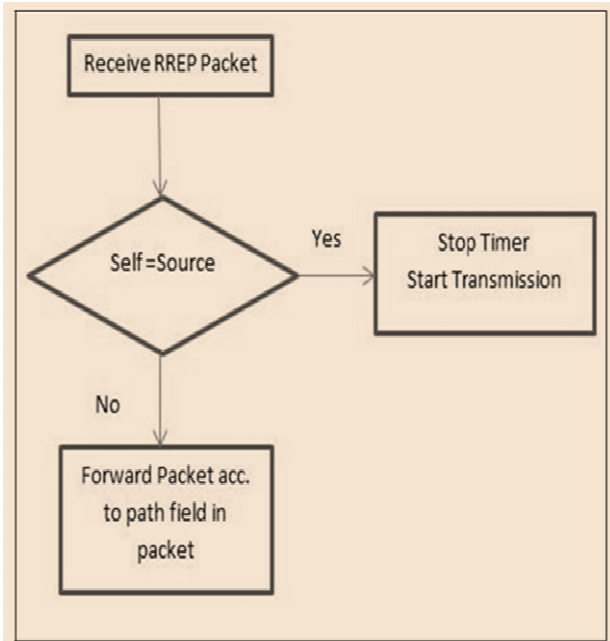 Receive RREP Packet
Self=Source
Yes
Stop Timer
Start Transmission
No
Forward Packet acc.
to path field in
packet